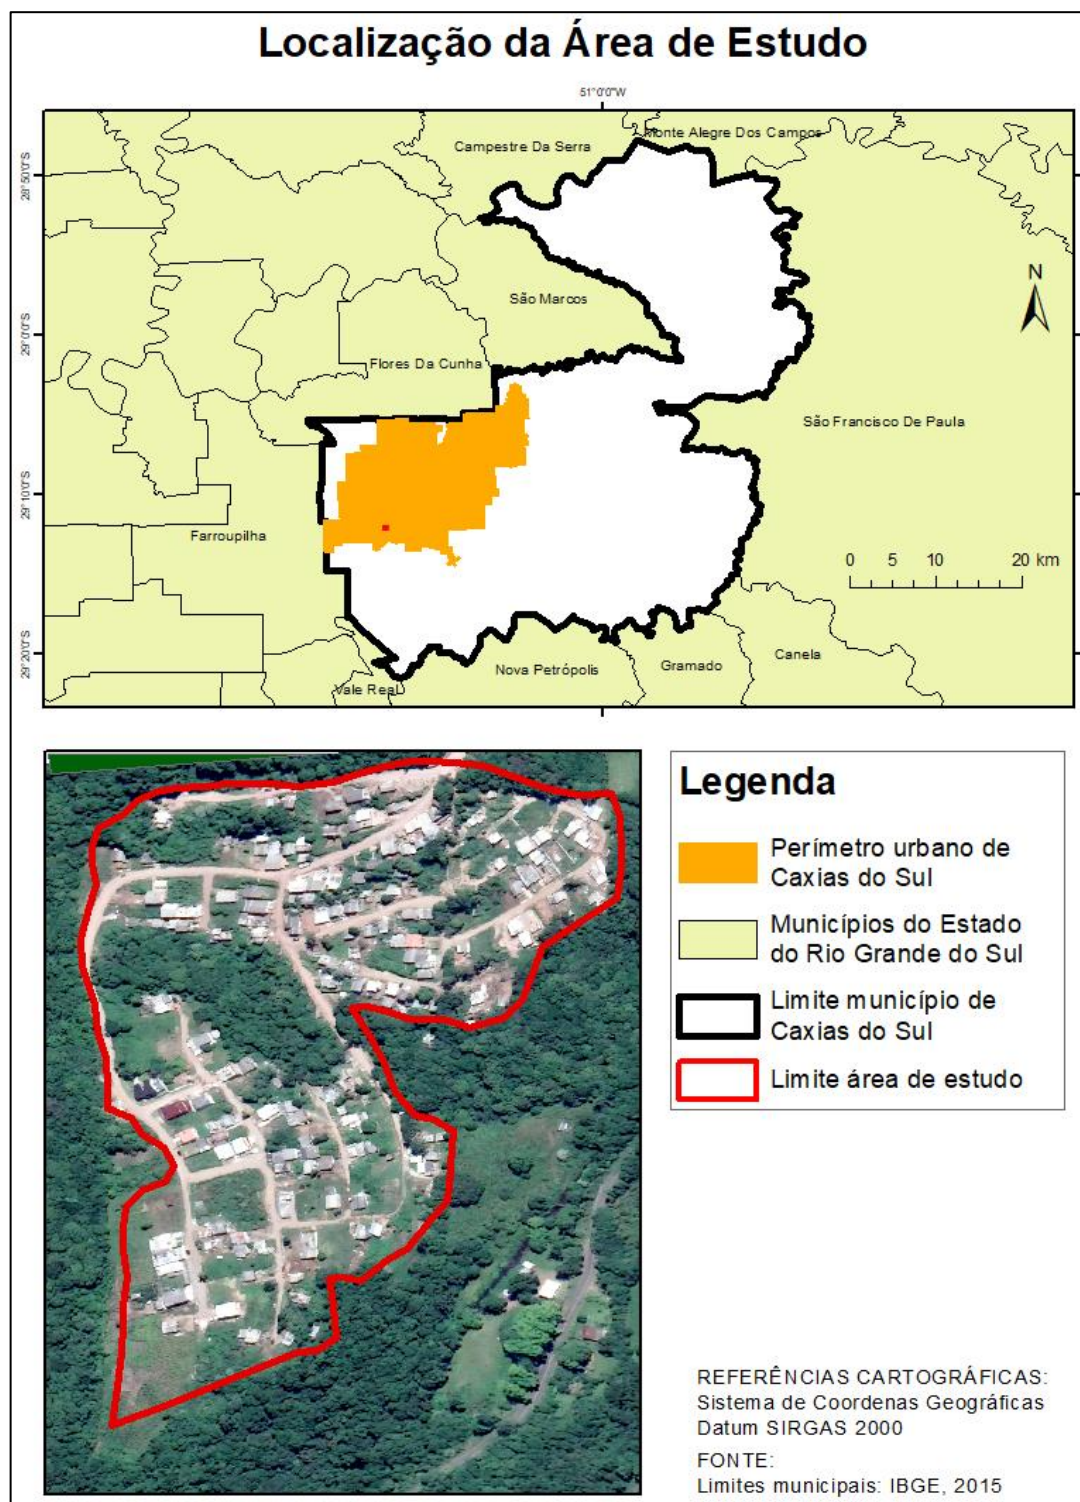 Localização da Área de Estudo
51°0'0"W
Monte Alegre Dos Campos
Campestre Da Serra
28°50'0"S
N
São Marcos
29°0'0"S
Flores Da Cunha
São Francisco De Paula
29°10'0"S
Farroupilha
0 5 10 20 km
29°20'0"S
Canela
Gramado
Nova Petrópolis
Vale Real
Legenda
Perímetro urbano de
Caxias do Sul
Municípios do Estado
do Rio Grande do Sul
Limite município de
Caxias do Sul
Limite área de estudo
REFERÊNCIAS CARTOGRÁFICAS:
Sistema de Coordenas Geográficas
Datum SIRGAS 2000
FONTE:
Limites municipais: IBGE, 2015